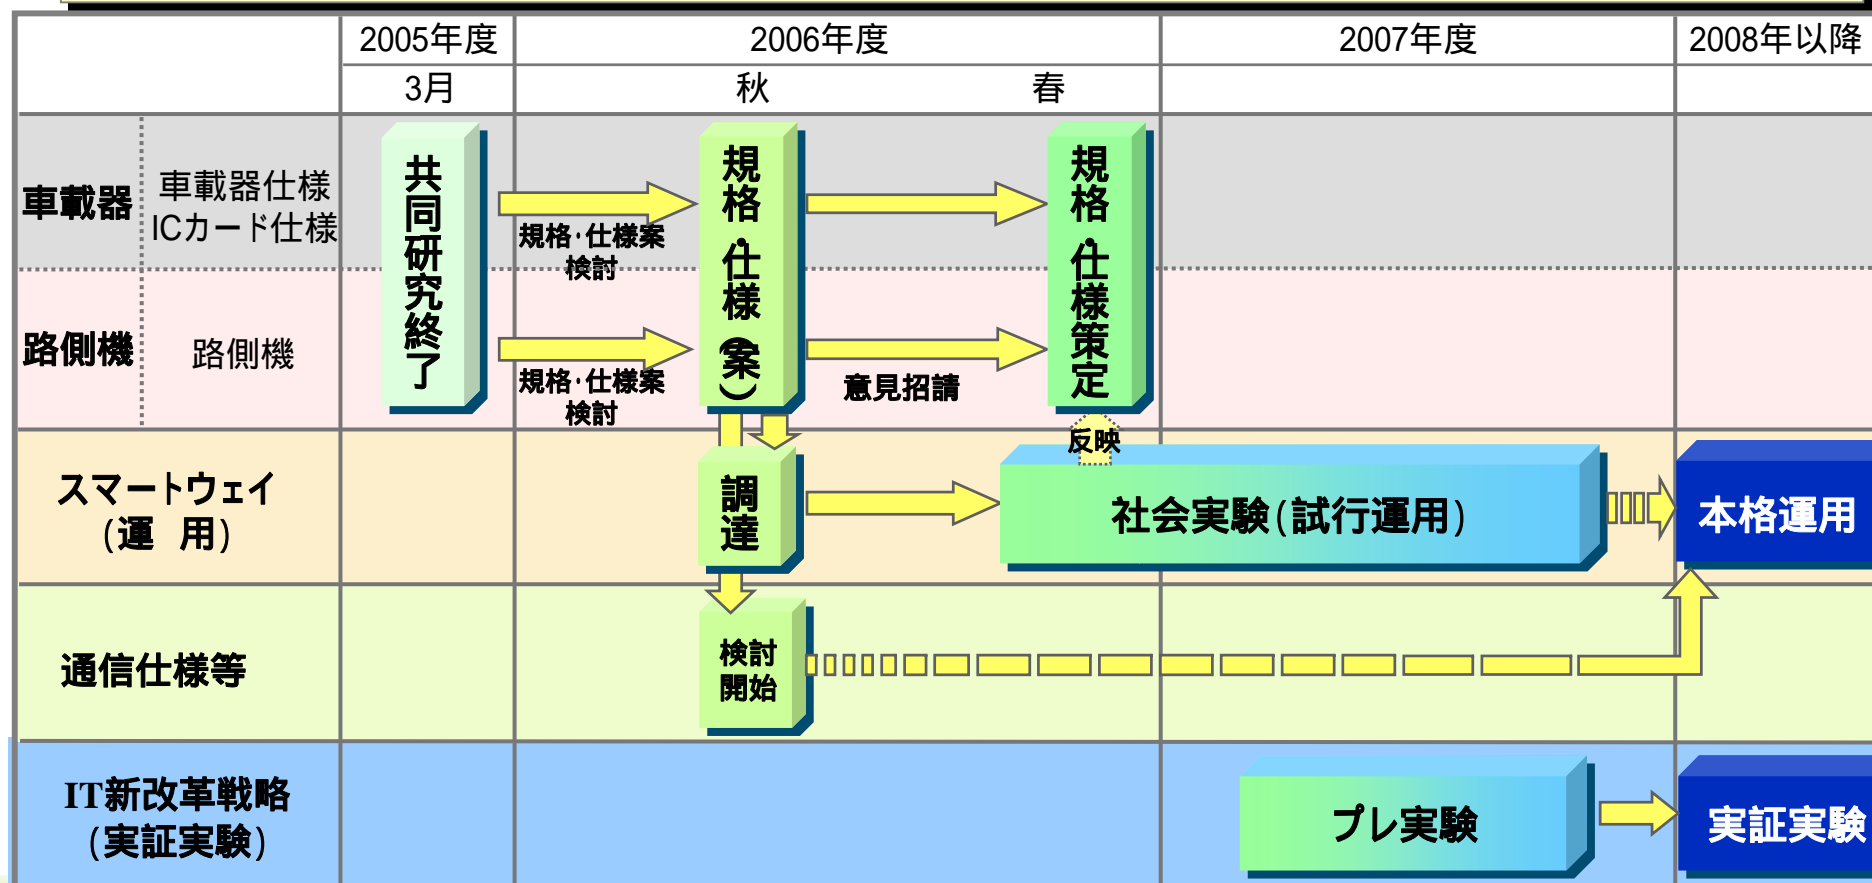 2005年度
2006年度
2007年度
2008年以降
3月
秋
春
車載器
車載器仕様
ICカード仕様
路側機
路側機
共同研究終了
規格・仕様案
検討
規格・仕様案
検討
規格・仕様(案)
意見招請
規格・仕様策定
反映
スマートウェイ
(運 用)
調達
社会実験(試行運用)
本格運用
通信仕様等
検討
開始
IT新改革戦略
(実証実験)
プレ実験
実証実験